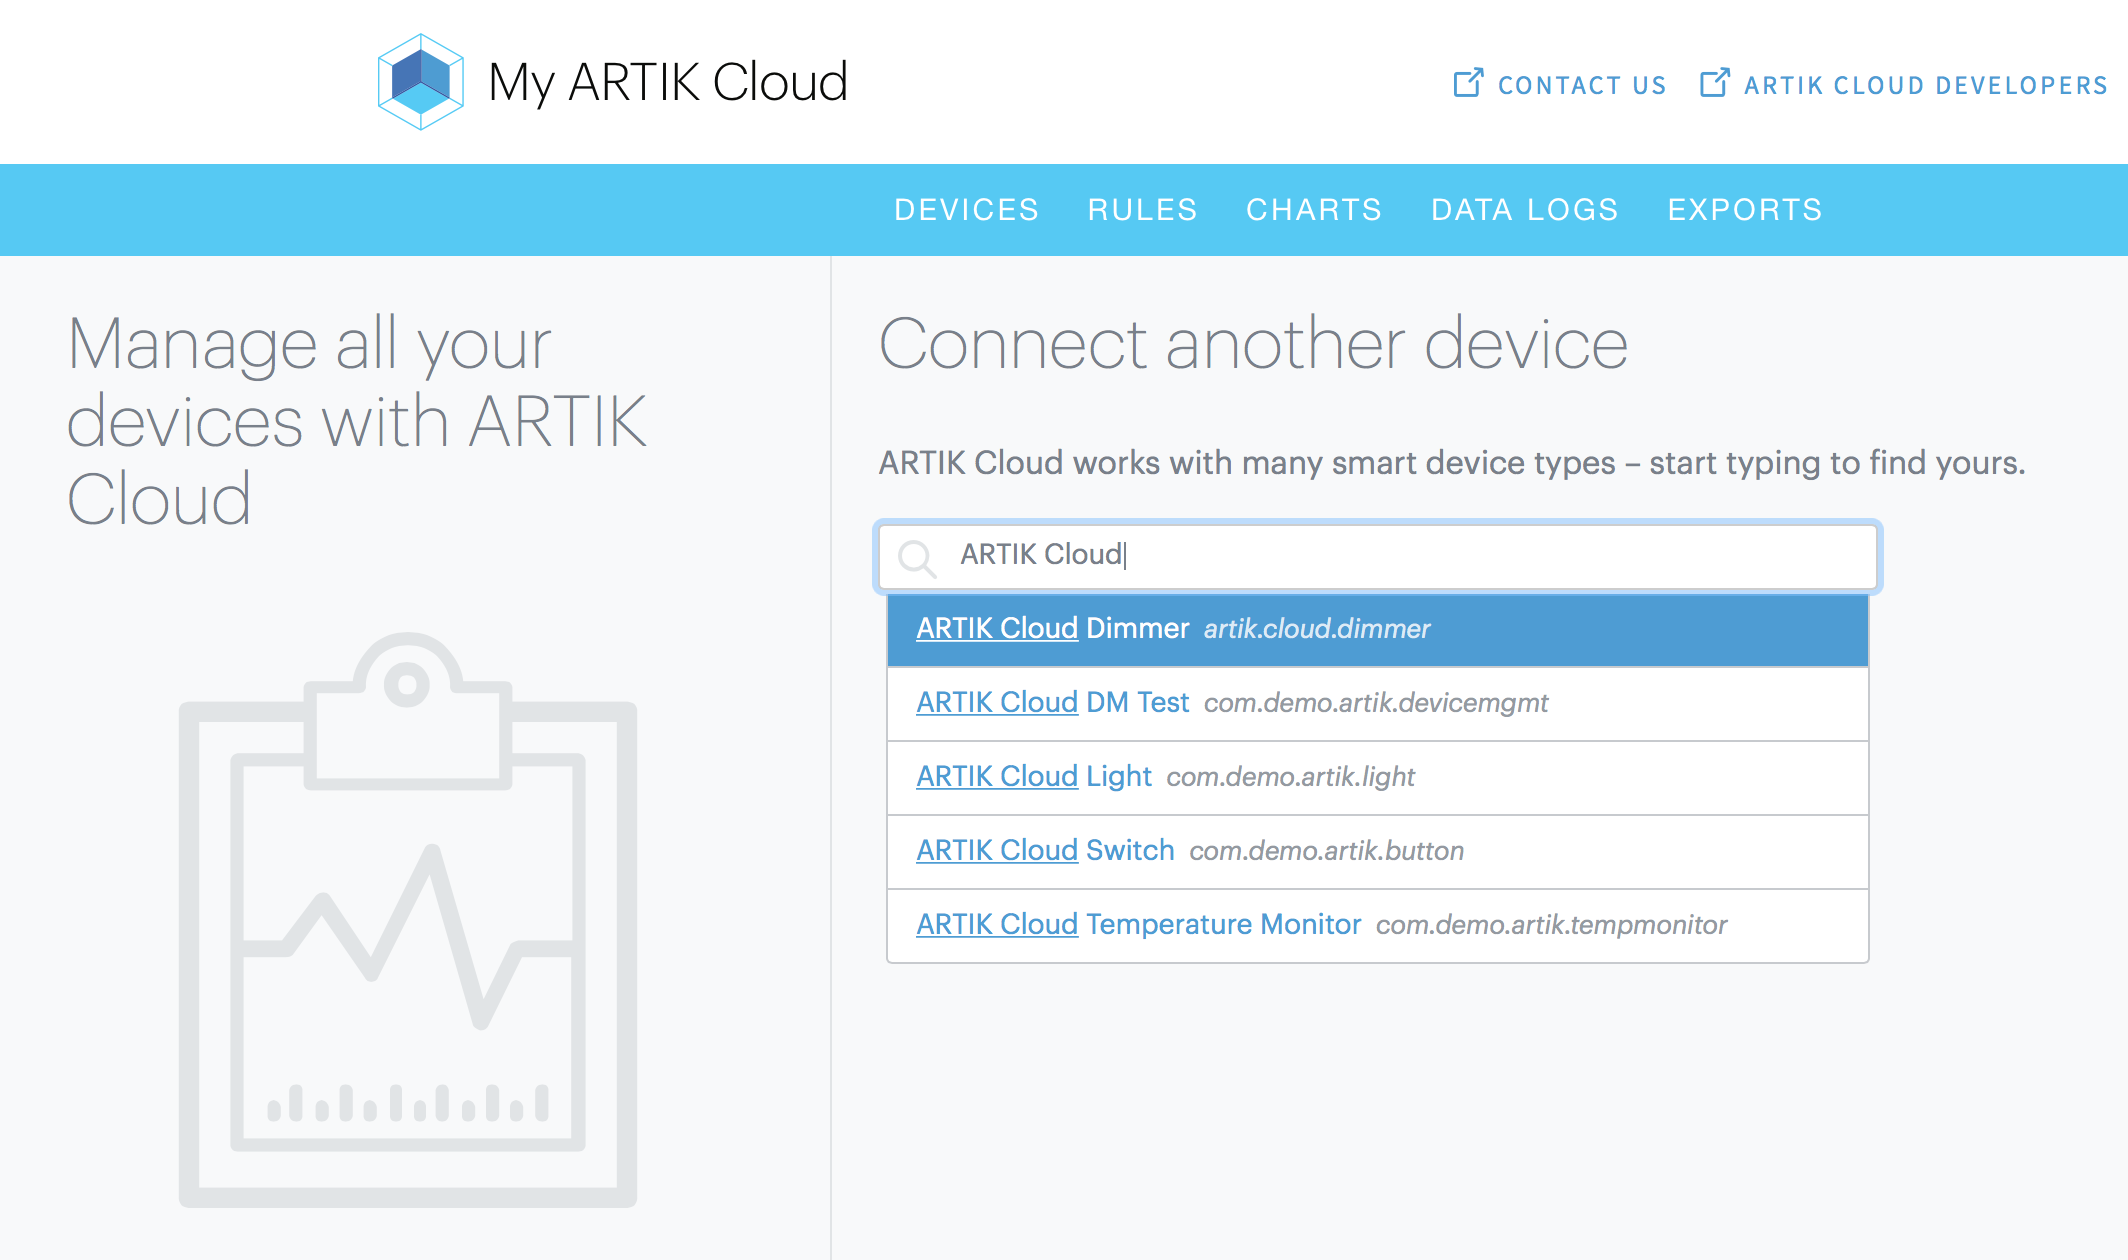 My ARTIK Cloud
CONTACT US
ARTIK CLOUD DEVELOPERS
DEVICES RULES CHARTS DATA LOGS EXPORTS
Manage all your
devices with ARTIK
Cloud
Connect another device
ARTIK Cloud works with many smart device types – start typing to find yours.
ARTIK Cloud
ARTIK Cloud Dimmer artik.cloud.dimmer
ARTIK Cloud DM Test com.demo.artik.devicemgmt
ARTIK Cloud Light com.demo.artik.light
ARTIK Cloud Switch com.demo.artik.button
ARTIK Cloud Temperature Monitor com.demo.artik.tempmonitor